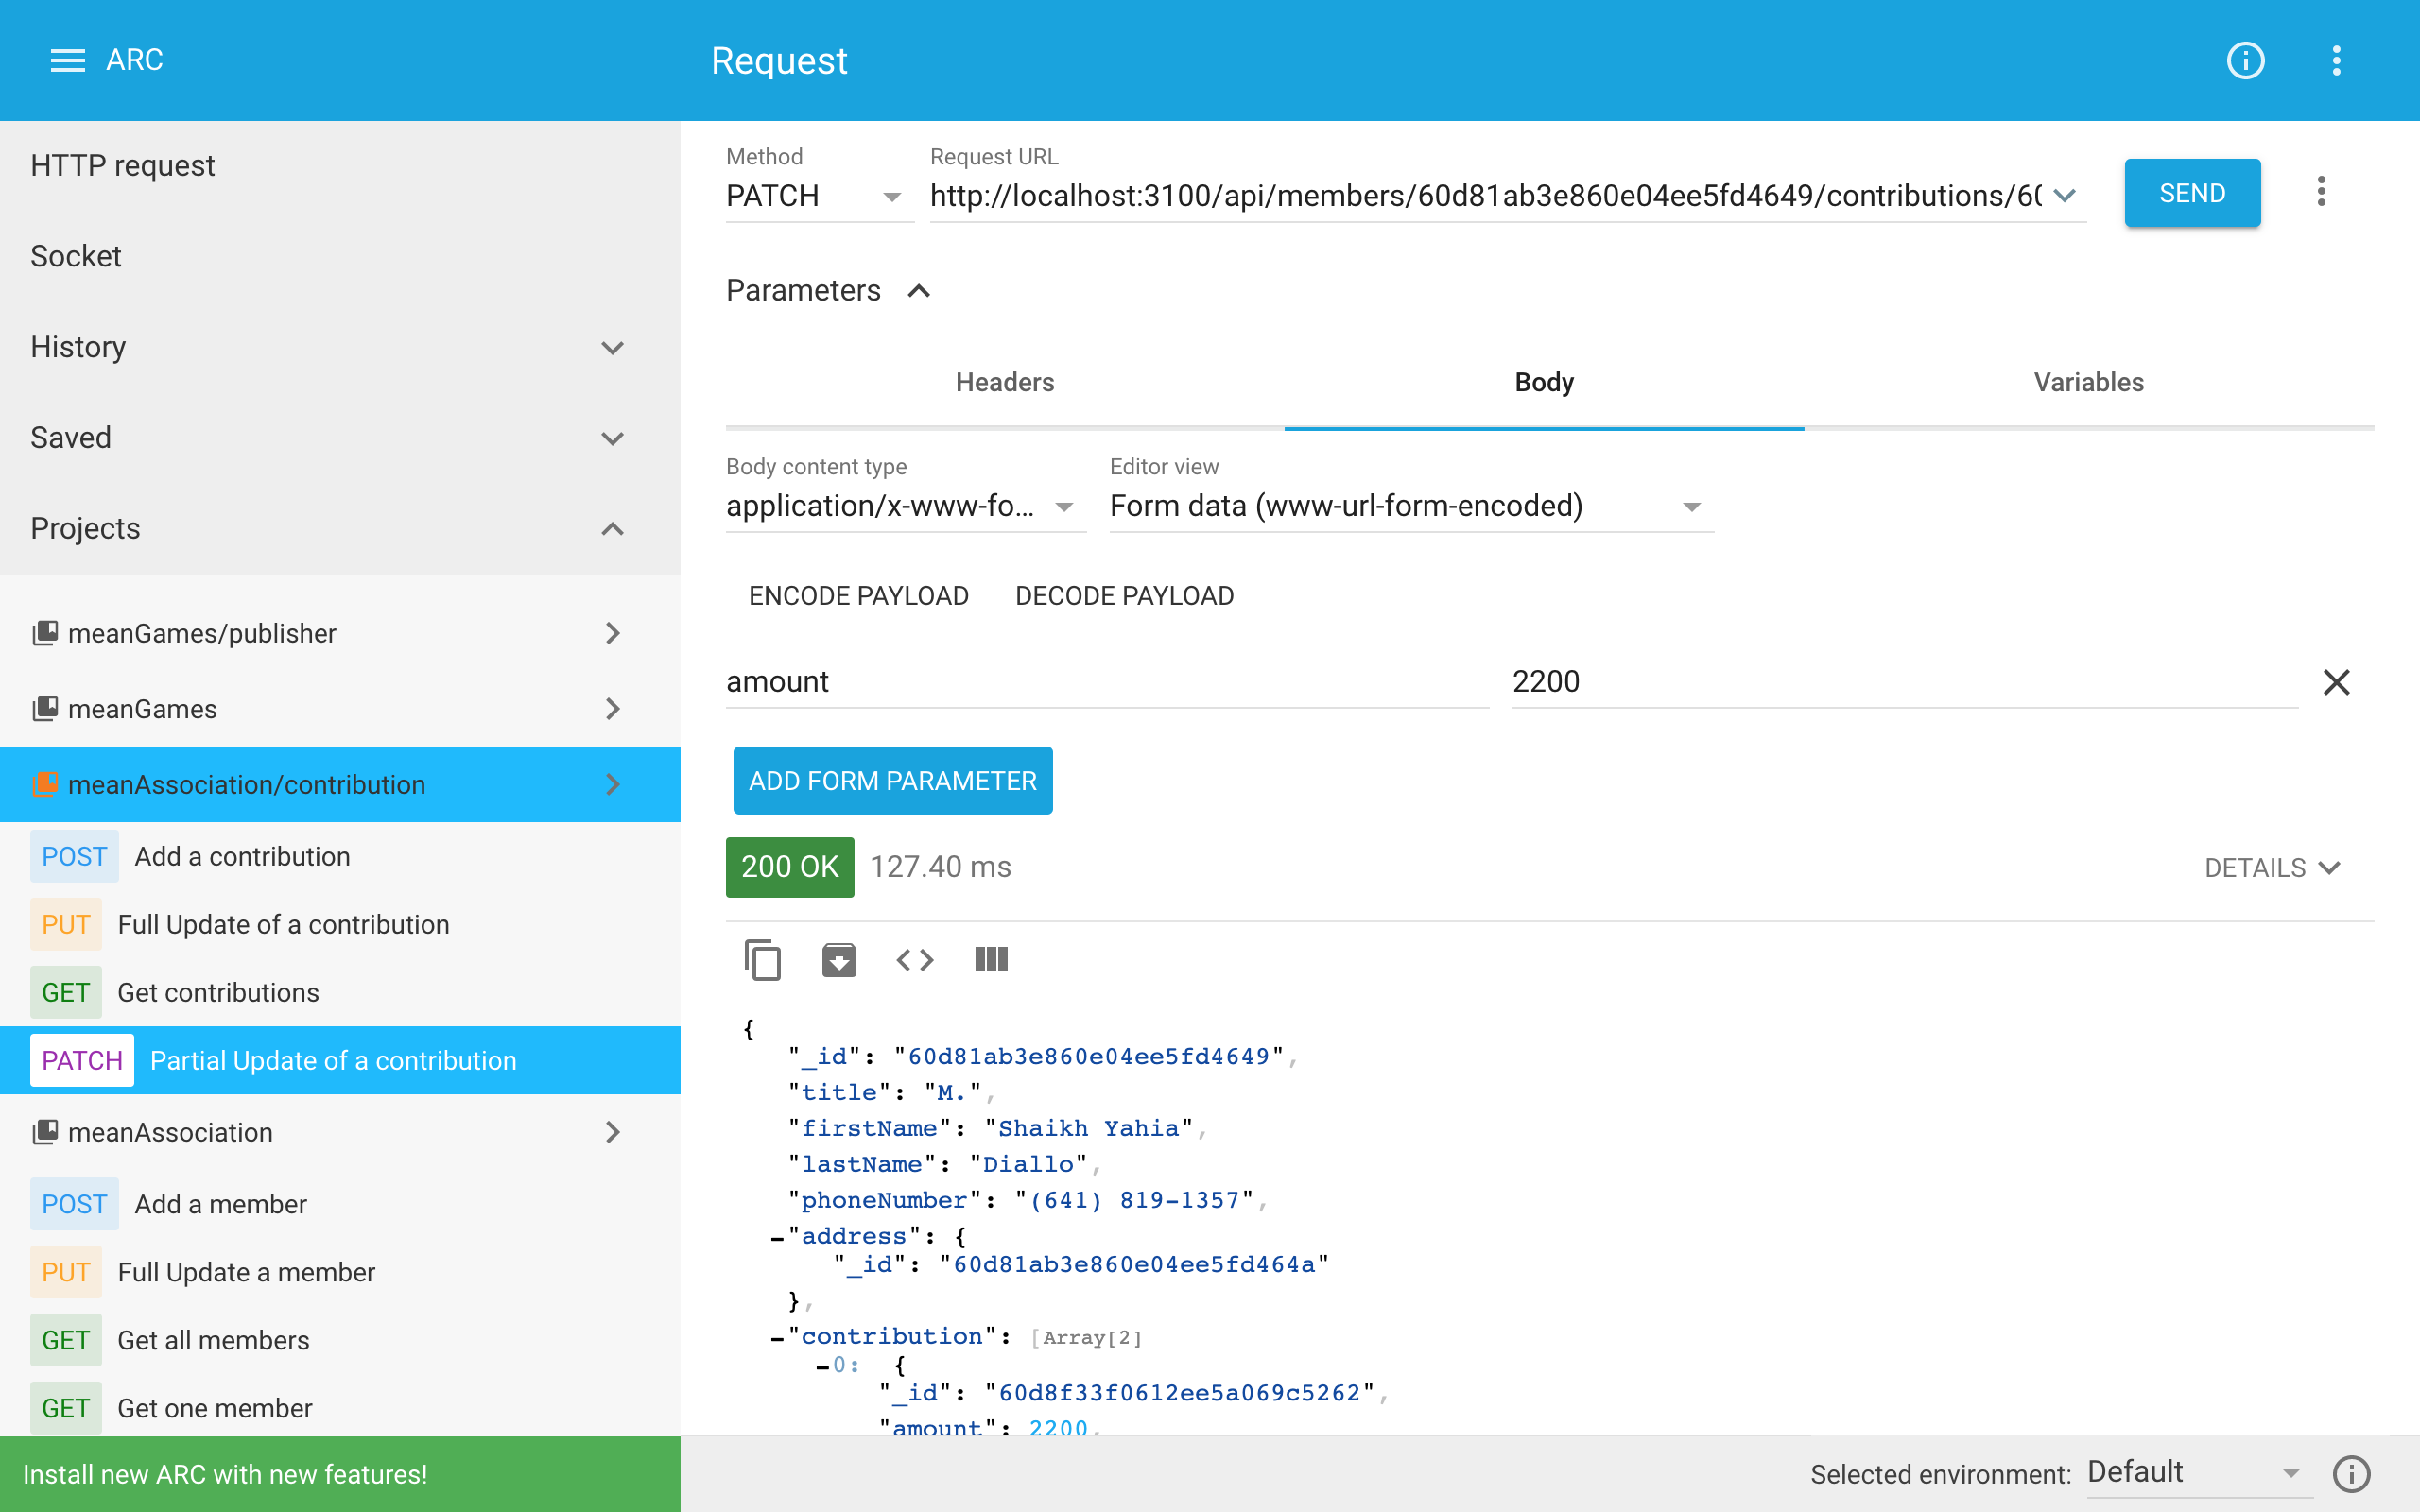 ARC
Request
HTTP request
Socket
History
Saved
Projects
meanGames/publisher
meanGames
meanAssociation/contribution
POST Add a contribution
PUT Full Update of a contribution
GET Get contributions
PATCH Partial Update of a contribution
meanAssociation
POST Add a member
PUT Full Update a member
GET Get all members
GET Get one member
Install new ARC with new features!
Method
PATCH
Request URL
http://localhost:3100/api/members/60d81ab3e860e04ee5fd4649/contributions/60
SEND
Parameters
Headers
Body
Variables
Body content type
application/x-www-fo...
Editor view
Form data (www-url-form-encoded)
ENCODE PAYLOAD
DECODE PAYLOAD
amount
2200
ADD FORM PARAMETER
200 OK
127.40 ms
DETAILS
{
"_id": "60d81ab3e860e04ee5fd4649",
"title": "M.",
"firstName": "Shaikh Yahia",
"lastName": "Diallo",
"phoneNumber": "(641) 819-1357",
"address": {
"_id": "60d81ab3e860e04ee5fd464a"
},
"contribution": [Array[2]
0: {
"_id": "60d8f33f0612ee5a069c5262",
"amount": 2200,
Selected environment:
Default